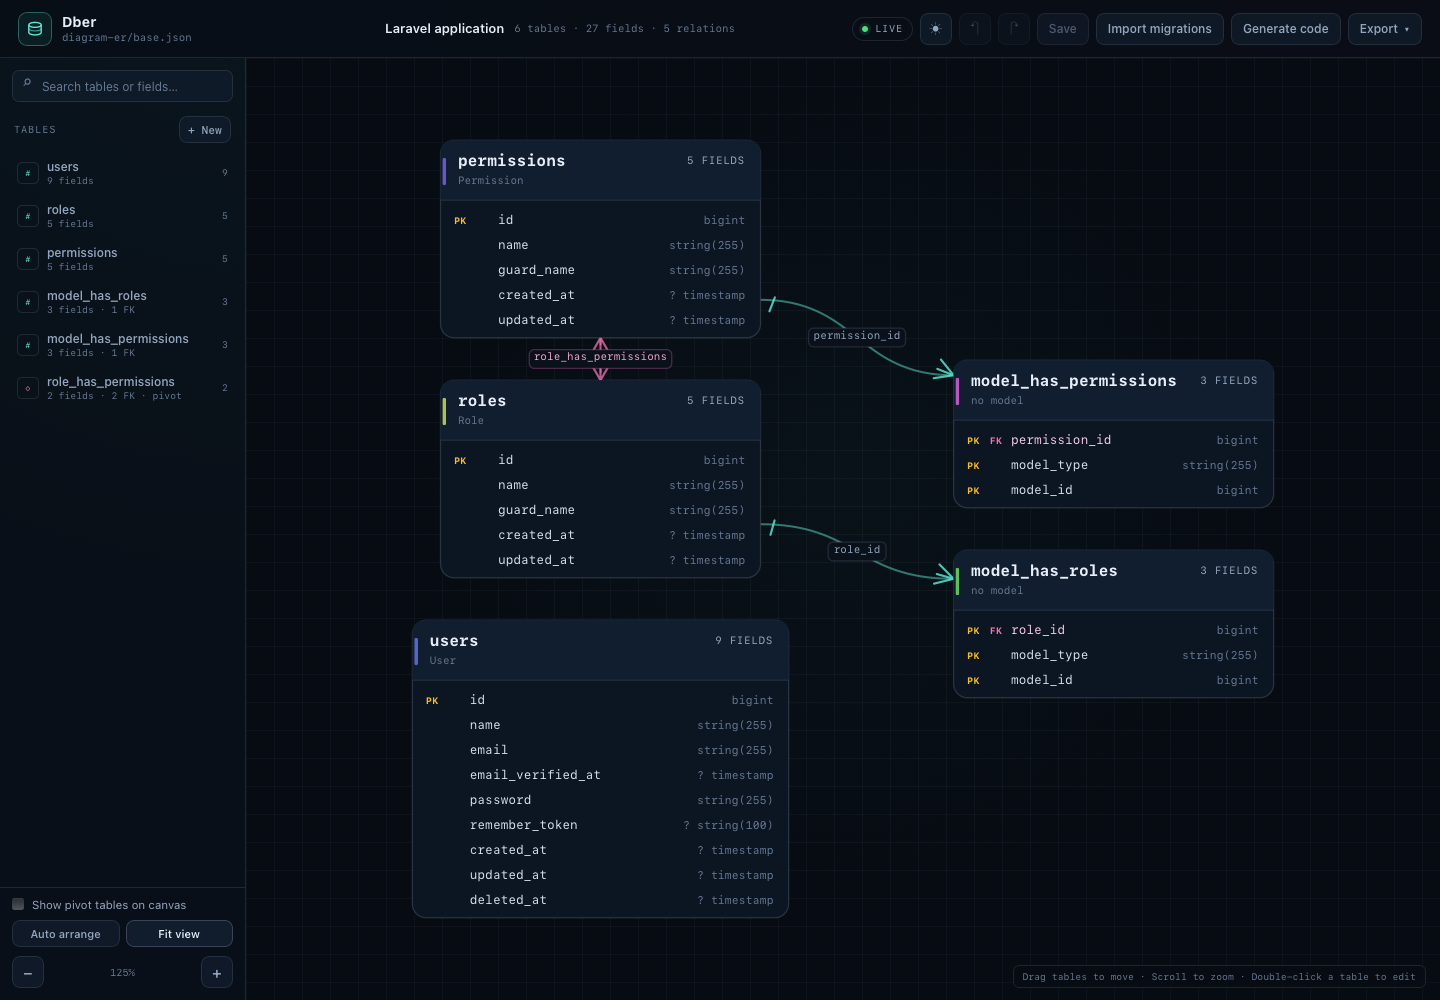 Dber
diagram-er/base.json
Laravel application 6 tables · 27 fields · 5 relations
LIVE
Save
Import migrations
Generate code
Export ▾
Search tables or fields...
TABLES
+ New
# users 9
9 fields
# roles 5
5 fields
# permissions 5
5 fields
# model_has_roles 3
3 fields · 1 FK
# model_has_permissions 3
3 fields · 1 FK
◇ role_has_permissions 2
2 fields · 2 FK · pivot
Show pivot tables on canvas
Auto arrange
Fit view
− 125% +
permissions 5 FIELDS
Permission
PK id bigint
name string(255)
guard_name string(255)
created_at ? timestamp
updated_at ? timestamp
role_has_permissions
roles 5 FIELDS
Role
PK id bigint
name string(255)
guard_name string(255)
created_at ? timestamp
updated_at ? timestamp
users 9 FIELDS
User
PK id bigint
name string(255)
email string(255)
email_verified_at ? timestamp
password string(255)
remember_token ? string(100)
created_at ? timestamp
updated_at ? timestamp
deleted_at ? timestamp
permission_id
role_id
model_has_permissions 3 FIELDS
no model
PK FK permission_id bigint
PK model_type string(255)
PK model_id bigint
model_has_roles 3 FIELDS
no model
PK FK role_id bigint
PK model_type string(255)
PK model_id bigint
Drag tables to move · Scroll to zoom · Double-click a table to edit